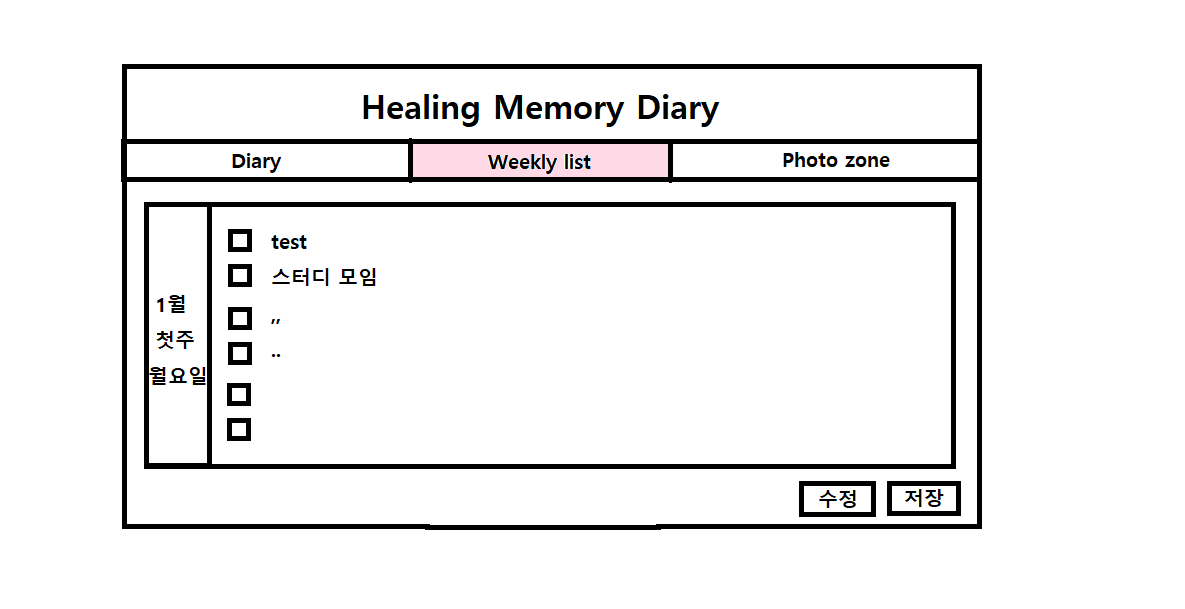 Healing Memory Diary
Diary
Weekly list
Photo zone
1월
첫주
월요일
test
스터디 모임
,,
..
수정
저장